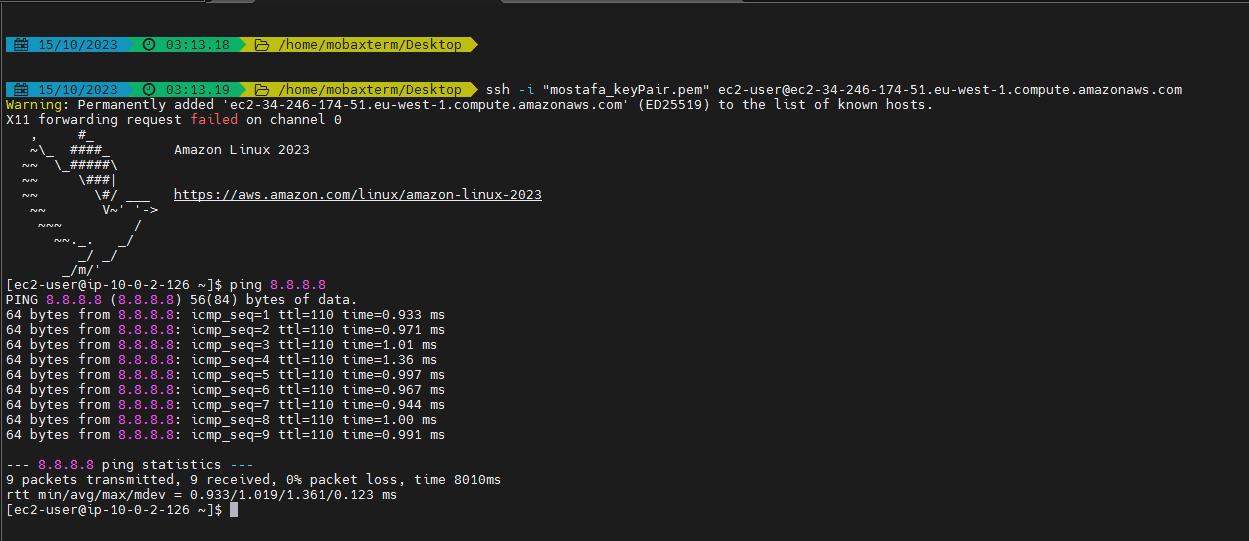 15/10/2023 03:13.18 /home/mobaxterm/Desktop
15/10/2023 03:13.19 /home/mobaxterm/Desktop ssh -i "mostafa_keyPair.pem" ec2-user@ec2-34-246-174-51.eu-west-1.compute.amazonaws.com
Warning: Permanently added 'ec2-34-246-174-51.eu-west-1.compute.amazonaws.com' (ED25519) to the list of known hosts.
X11 forwarding request failed on channel 0
   ,     #_
   ~\_  ####_        Amazon Linux 2023
  ~~  \_#####\
  ~~     \###|
  ~~       \#/ ___   https://aws.amazon.com/linux/amazon-linux-2023
   ~~       V~' '->
    ~~~         /
      ~~._.   _/
         _/ _/
       _/m/'
[ec2-user@ip-10-0-2-126 ~]$ ping 8.8.8.8
PING 8.8.8.8 (8.8.8.8) 56(84) bytes of data.
64 bytes from 8.8.8.8: icmp_seq=1 ttl=110 time=0.933 ms
64 bytes from 8.8.8.8: icmp_seq=2 ttl=110 time=0.971 ms
64 bytes from 8.8.8.8: icmp_seq=3 ttl=110 time=1.01 ms
64 bytes from 8.8.8.8: icmp_seq=4 ttl=110 time=1.36 ms
64 bytes from 8.8.8.8: icmp_seq=5 ttl=110 time=0.997 ms
64 bytes from 8.8.8.8: icmp_seq=6 ttl=110 time=0.967 ms
64 bytes from 8.8.8.8: icmp_seq=7 ttl=110 time=0.944 ms
64 bytes from 8.8.8.8: icmp_seq=8 ttl=110 time=1.00 ms
64 bytes from 8.8.8.8: icmp_seq=9 ttl=110 time=0.991 ms
--- 8.8.8.8 ping statistics ---
9 packets transmitted, 9 received, 0% packet loss, time 8010ms
rtt min/avg/max/mdev = 0.933/1.019/1.361/0.123 ms
[ec2-user@ip-10-0-2-126 ~]$